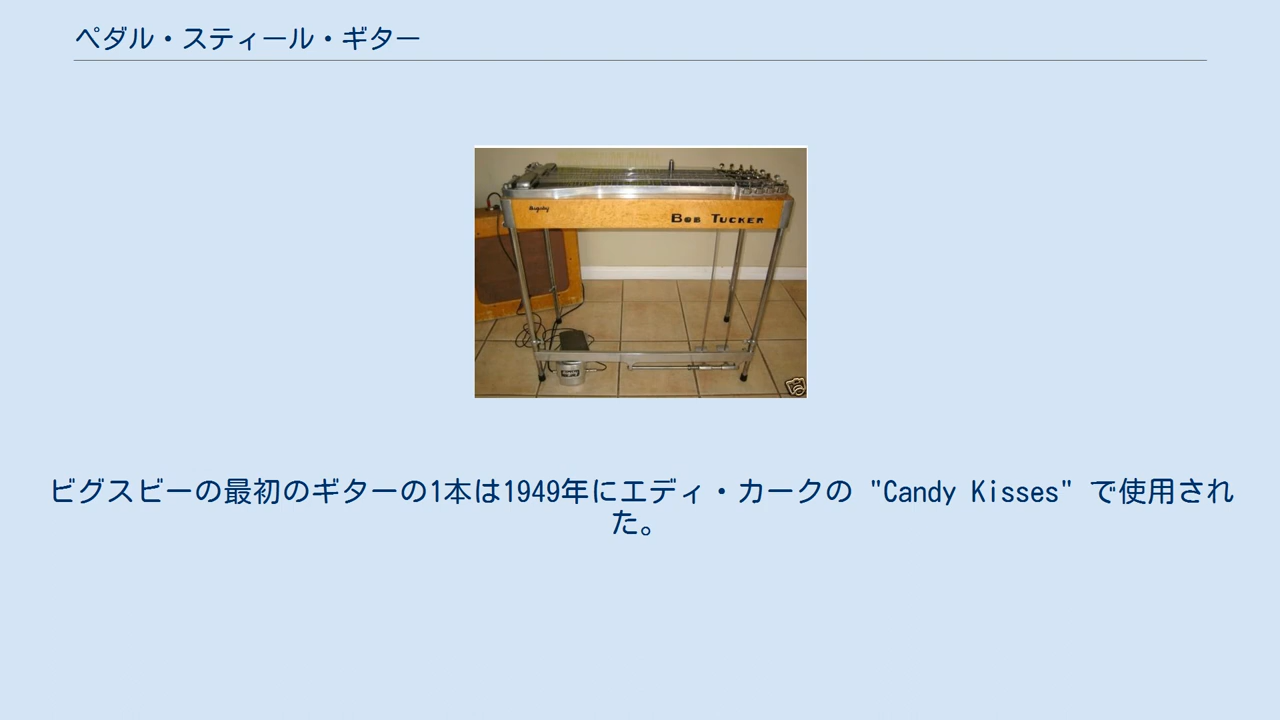 ペダル・スティール・ギター
Bigsby
BOB TUCKER
Bigsby
ビグスビーの最初のギターの1本は1949年にエディ・カークの "Candy Kisses" で使用され
た。